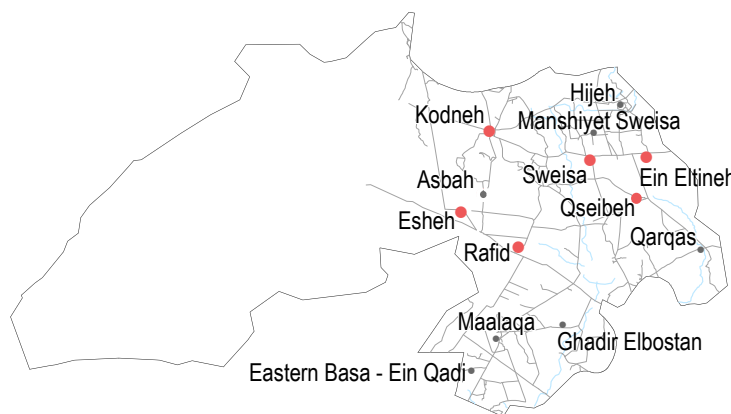 Hijeh
Kodneh
Manshiyet Sweisa
Sweisa
Ein Eltineh
Asbah
Esheh
Qseibeh
Rafid
Qarqas
Maalaqa
Ghadir Elbostan
Eastern Basa - Ein Qadi